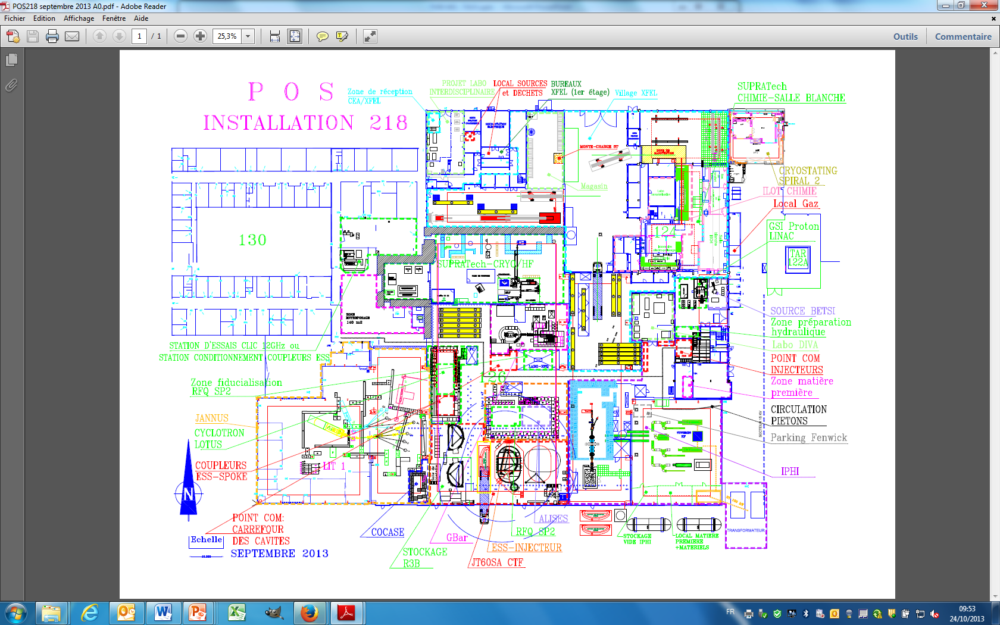 POS218 septembre 2013 A0.pdf - Adobe Reader
Fichier Edition Affichage Fenêtre Aide
1 / 1
25,3%
Outils
Commentaire
P O S
INSTALLATION 218
Zone de réception
CEA/XFEL
PROJET LABO
INTERDISCIPLINAIRE
LOCAL SOURCES
et DECHETS
BUREAUX
XFEL (1er étage)
Village XFEL
SUPRATech
CHIMIE-SALLE BLANCHE
MONTE-CHARGE 5T
Magasin
CRYOSTATING
SPIRAL 2
ILOT CHIMIE
Local Gaz
GSI Proton
LINAC
TAR
122A
130
124
SUPRATech-CRYO/HF
ZONE
ENTREPOSAGE
140 m2
SOURCE BETSI
Zone préparation
hydraulique
Labo DIVA
POINT COM
INJECTEURS
Zone matière
première
CIRCULATION
PIETONS
Parking Fenwick
IPHI
STATION D'ESSAIS CLIC 12GHz ou
STATION CONDITIONNEMENT COUPLEURS ESS
PC
LABO-RFQ
126
Zone fiducialisation
RFQ SP2
JANNUS
CYCLOTRON
LOTUS
COUPLEURS
ESS-SPOKE
LIT 1
N
POINT COM:
CARREFOUR
DES CAVITES
Echelle
SEPTEMBRE 2013
COCASE
STOCKAGE
R3B
GBar
JT60SA CTF
ESS-INJECTEUR
RFQ SP2
ALISES
STOCKAGE
VIDE IPHI
LOCAL MATIERE
PREMIERE
+MATERIELS
TRANSFORMATEUR
FR
09:53
24/10/2013